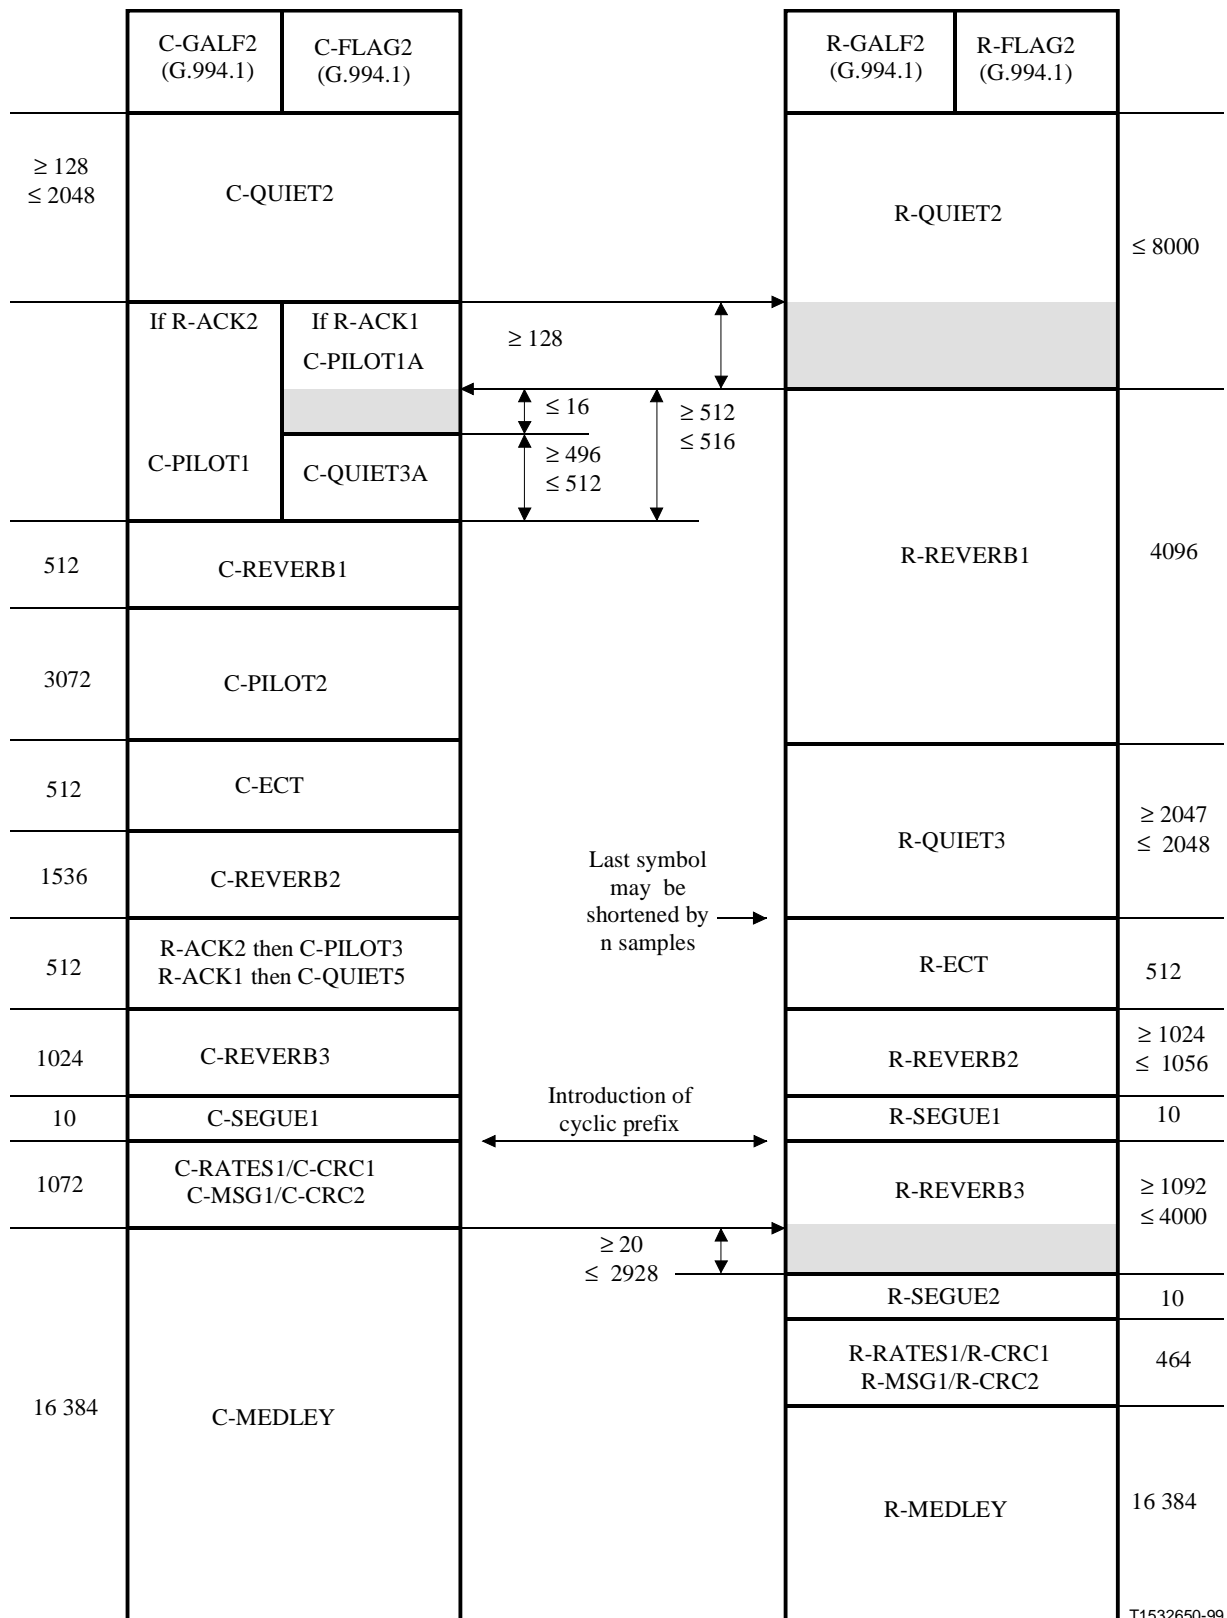 C-GALF2
(G.994.1)
C-FLAG2
(G.994.1)
R-GALF2
(G.994.1)
R-FLAG2
(G.994.1)
≥ 128
≤ 2048
C-QUIET2
R-QUIET2
≤ 8000
If R-ACK2
If R-ACK1
C-PILOT1A
≥ 128
≤ 16
≥ 512
≤ 516
C-PILOT1
C-QUIET3A
≥ 496
≤ 512
512
C-REVERB1
R-REVERB1
4096
3072
C-PILOT2
512
C-ECT
R-QUIET3
≥ 2047
≤ 2048
1536
C-REVERB2
Last symbol
may be
shortened by
n samples
512
R-ACK2 then C-PILOT3
R-ACK1 then C-QUIET5
R-ECT
512
1024
C-REVERB3
R-REVERB2
≥ 1024
≤ 1056
Introduction of
cyclic prefix
10
C-SEGUE1
R-SEGUE1
10
1072
C-RATES1/C-CRC1
C-MSG1/C-CRC2
R-REVERB3
≥ 1092
≤ 4000
≥ 20
≤ 2928
R-SEGUE2
10
R-RATES1/R-CRC1
R-MSG1/R-CRC2
464
16 384
C-MEDLEY
R-MEDLEY
16 384
T1532650-99